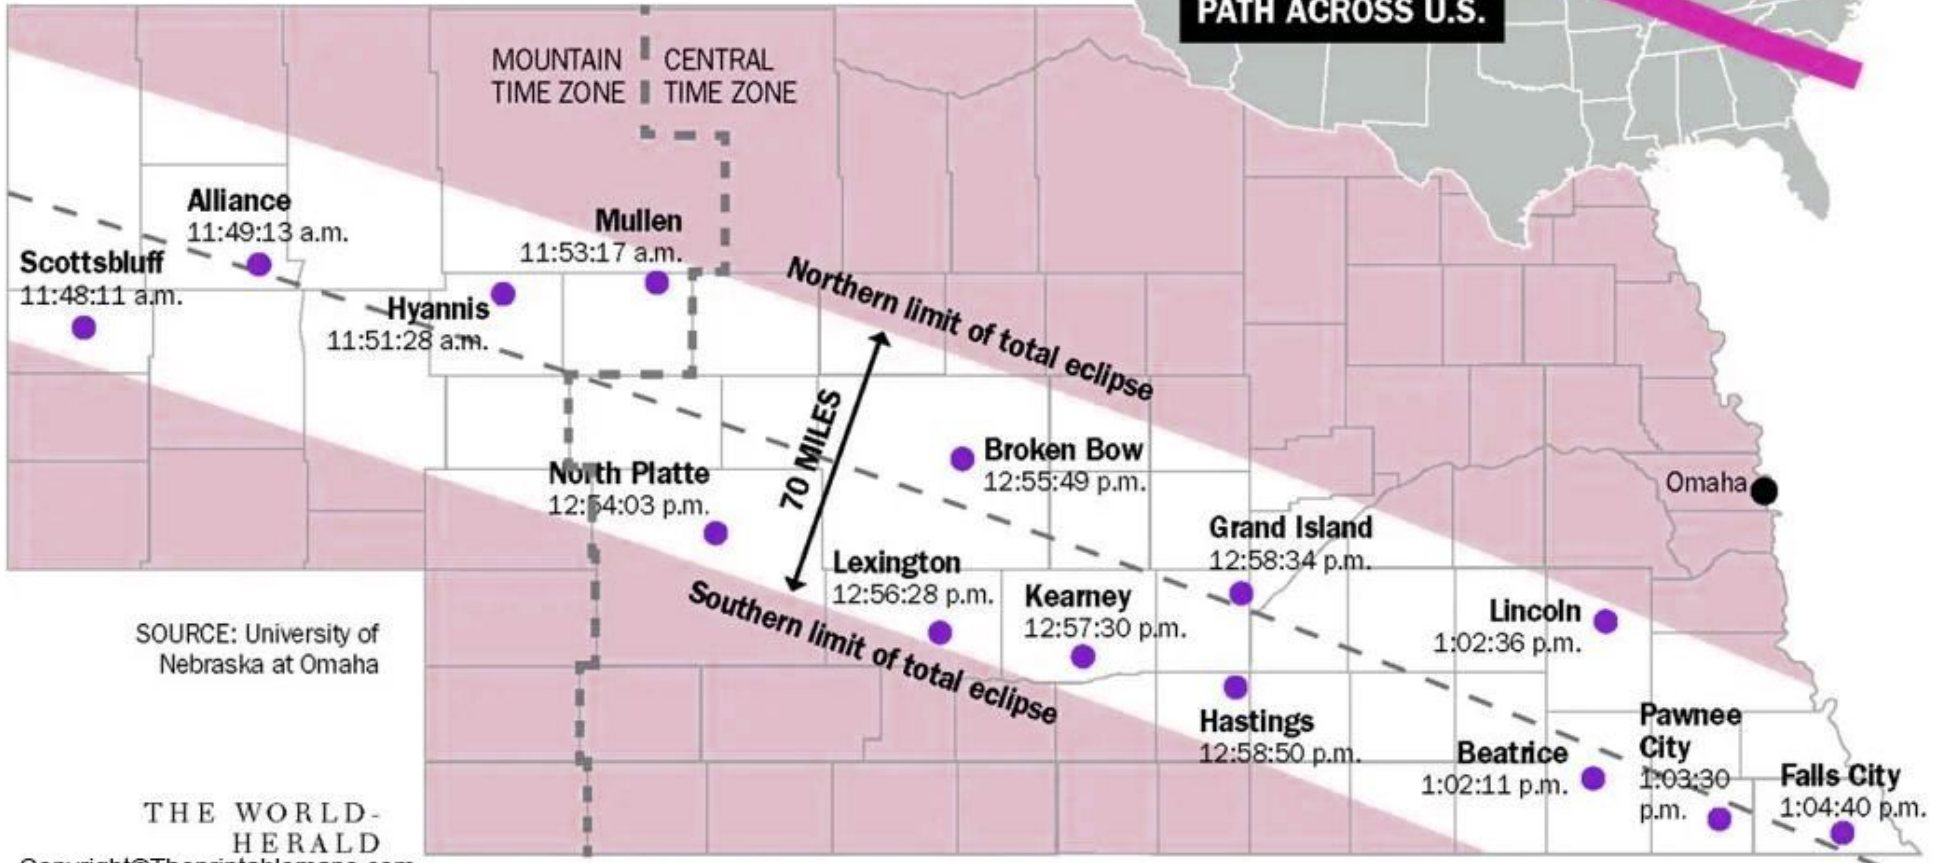 PATH ACROSS U.S.
MOUNTAIN
TIME ZONE
CENTRAL
TIME ZONE
Alliance
11:49:13 a.m.
Scottsbluff
11:48:11 a.m.
Mullen
11:53:17 a.m.
Hyannis
11:51:28 a.m.
Northern limit of total eclipse
70 MILES
Broken Bow
12:55:49 p.m.
North Platte
12:54:03 p.m.
Omaha
Grand Island
12:58:34 p.m.
Lexington
12:56:28 p.m.
Kearney
12:57:30 p.m.
Southern limit of total eclipse
Lincoln
1:02:36 p.m.
Hastings
12:58:50 p.m.
Beatrice
1:02:11 p.m.
Pawnee
City
1:03:30
p.m.
Falls City
1:04:40 p.m.
SOURCE: University of
Nebraska at Omaha
THE WORLD-
HERALD
Copyright©Theprintablemaps.com